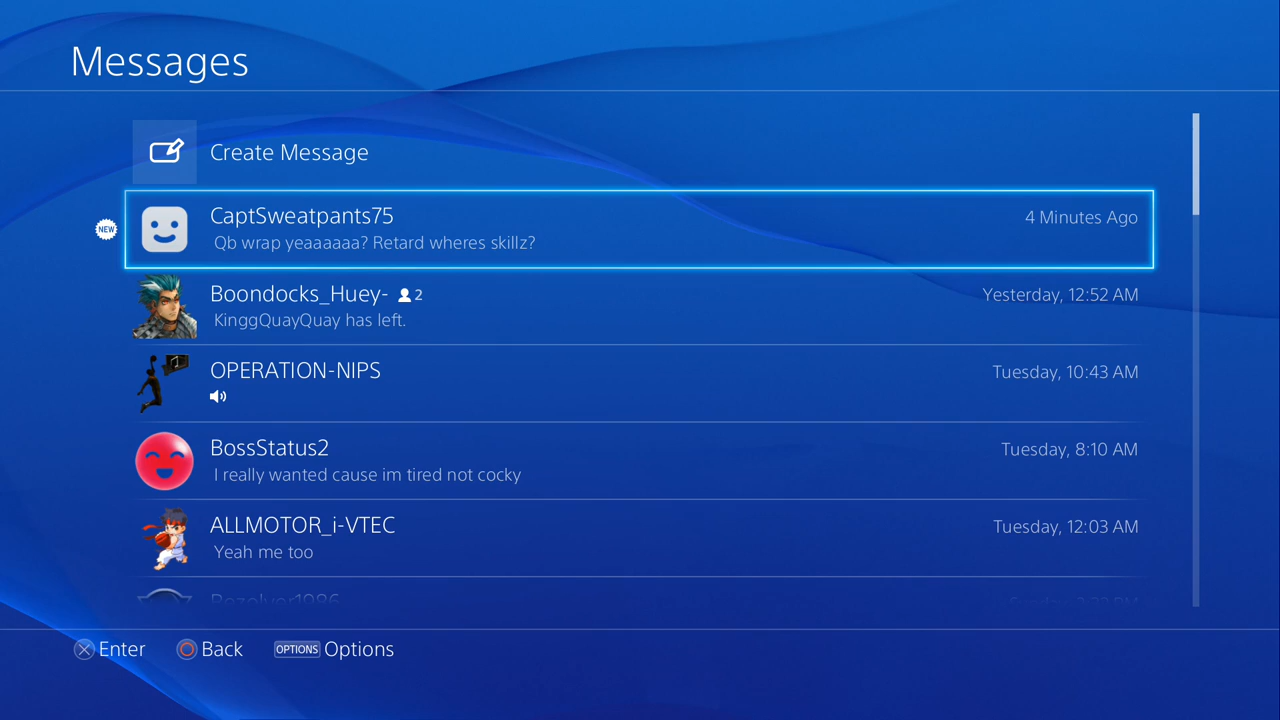 Messages
Create Message
NEW
CaptSweatpants75
4 Minutes Ago
Qb wrap yeaaaaaa? Retard wheres skillz?
Boondocks_Huey- 2
Yesterday, 12:52 AM
KinggQuayQuay has left.
OPERATION-NIPS
Tuesday, 10:43 AM
BossStatus2
Tuesday, 8:10 AM
I really wanted cause im tired not cocky
ALLMOTOR_i-VTEC
Tuesday, 12:03 AM
Yeah me too
Enter Back OPTIONS Options